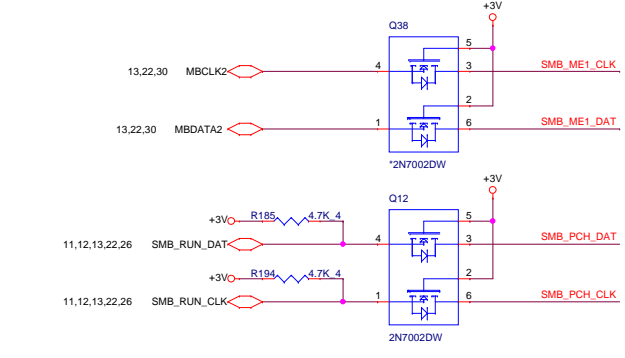 +3V
Q38
5
13,22,30 MBCLK2 4 3 SMB_ME1_CLK
2
13,22,30 MBDATA2 1 6 SMB_ME1_DAT
*2N7002DW
+3V
Q12
+3V R185 4.7K_4 5
11,12,13,22,26 SMB_RUN_DAT 4 3 SMB_PCH_DAT
+3V R194 4.7K_4 2
11,12,13,22,26 SMB_RUN_CLK 1 6 SMB_PCH_CLK
2N7002DW